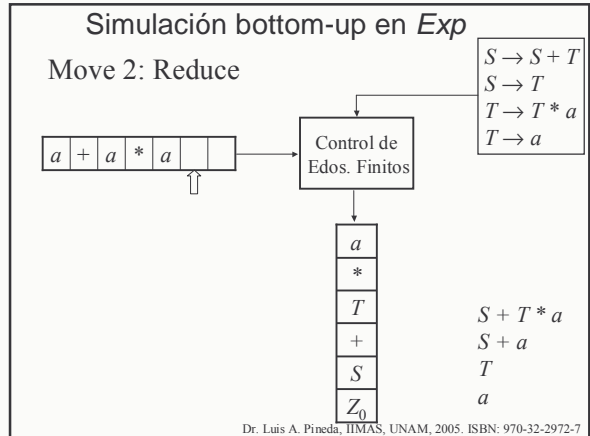 Simulación bottom-up en Exp
Move 2: Reduce
S → S + T
S → T
T → T * a
T → a
a + a * a
Control de
Edos. Finitos
a
*
T
+
S
Z₀
S + T * a
S + a
T
a
Dr. Luis A. Pineda, IIMAS, UNAM, 2005. ISBN: 970-32-2972-7